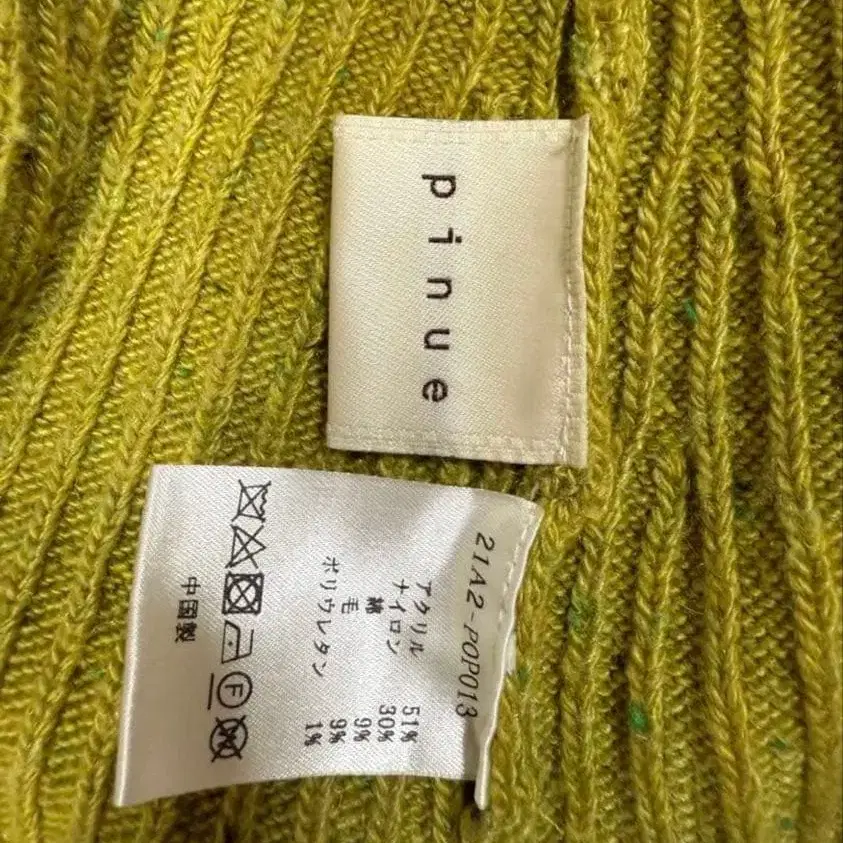 pinue
21A2-POP013
アクリル 51%
ナイロン 30%
綿 9%
毛 9%
ポリウレタン 1%
F
W
中国製